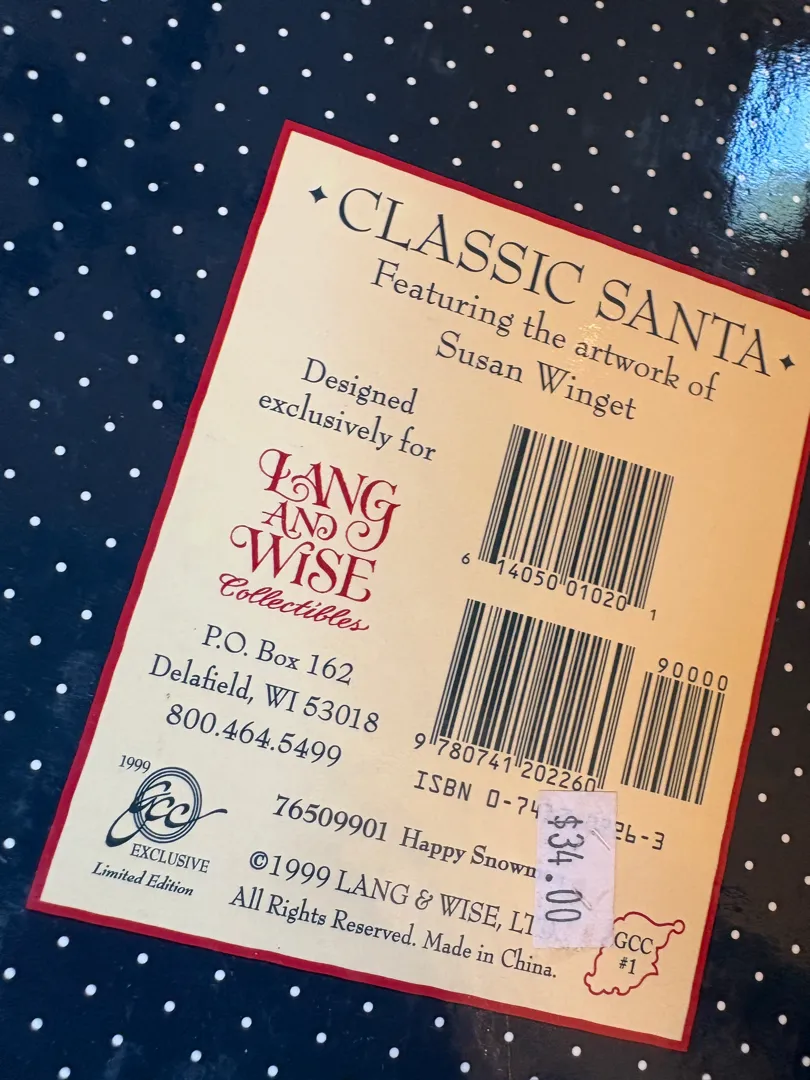 CLASSIC SANTA
Featuring the artwork of
Susan Winget
Designed
exclusively for
LANG
AND
WISE
Collectibles
P.O. Box 162
Delafield, WI 53018
800.464.5499
6 14050 01020 1
90000
9 780741 202260
ISBN 0-74 26-3
$34.00
1999
GCC
EXCLUSIVE
Limited Edition
76509901 Happy Snown
©1999 LANG & WISE, LT
All Rights Reserved. Made in China.
GCC
#1